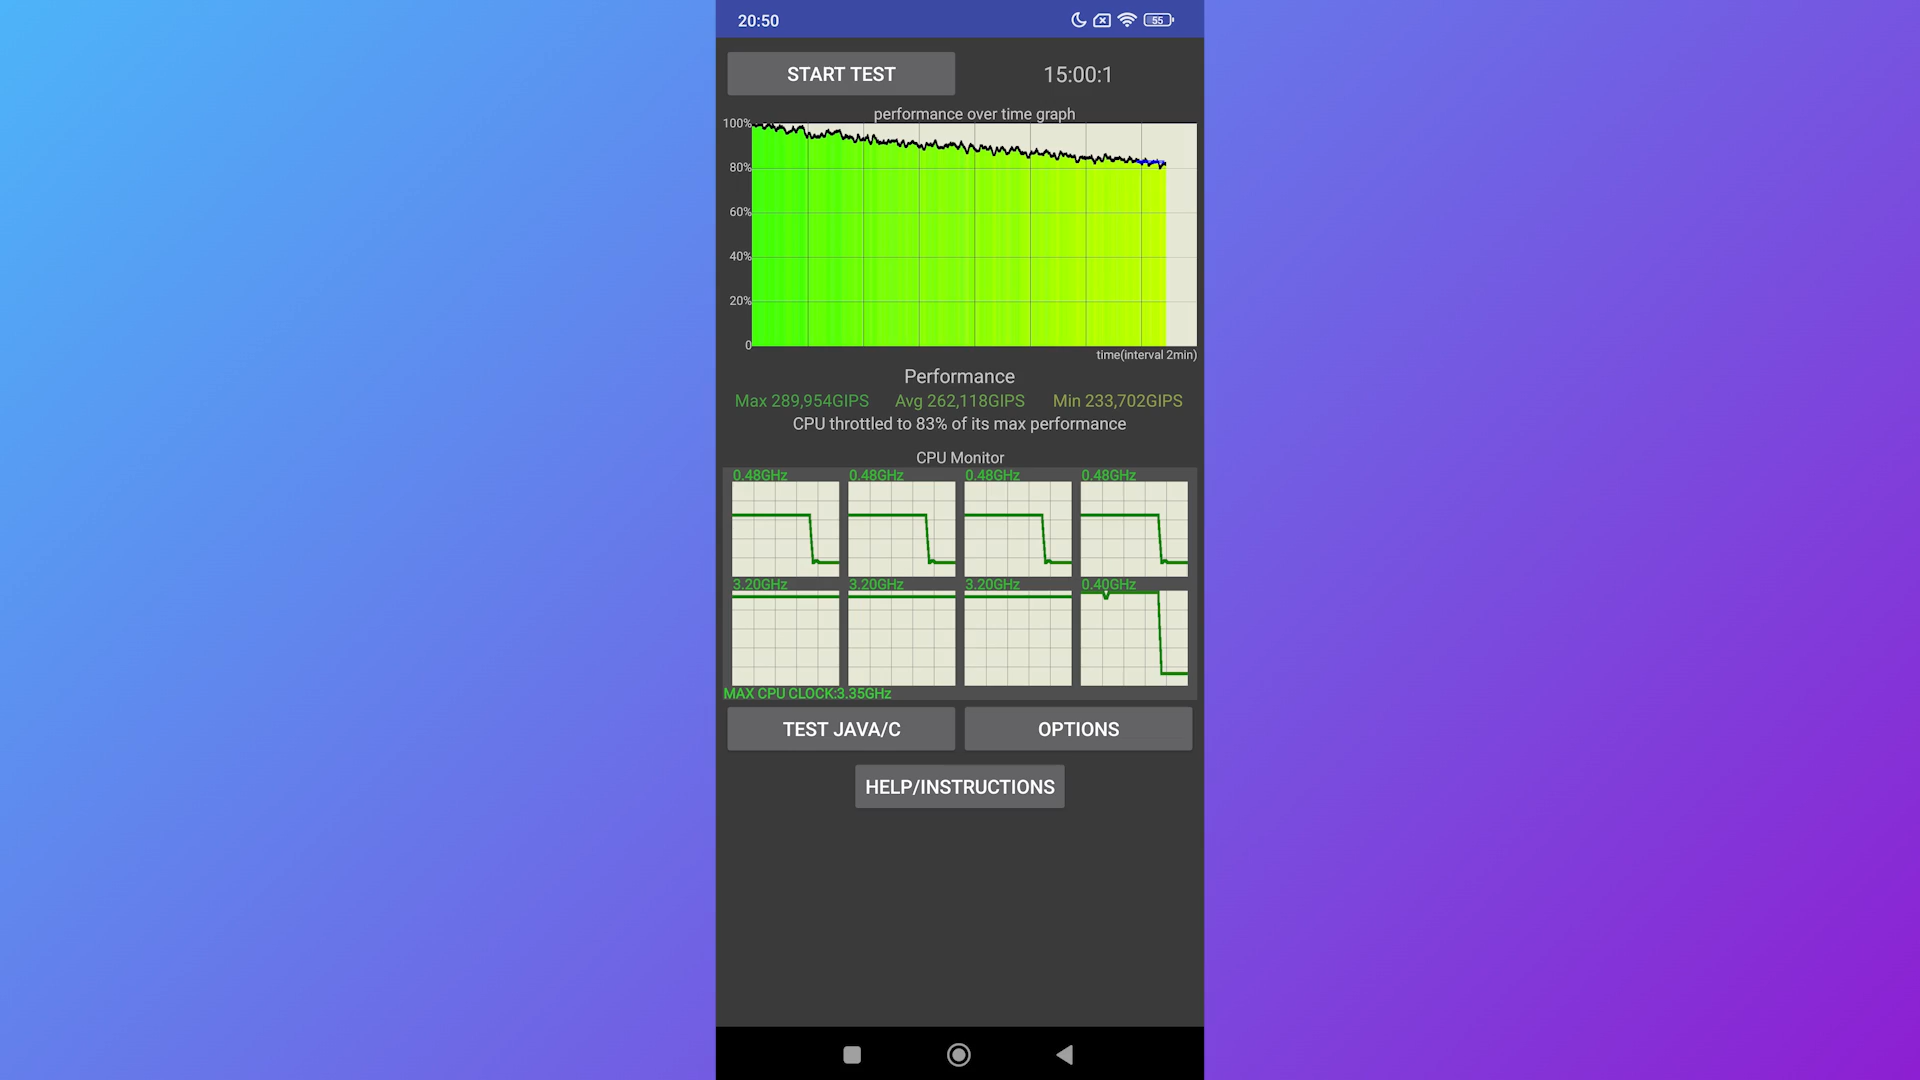 20:50
55
START TEST
15:00:1
performance over time graph
100%
80%
60%
40%
20%
0
time(interval 2min)
Performance
Max 289,954GIPS Avg 262,118GIPS Min 233,702GIPS
CPU throttled to 83% of its max performance
CPU Monitor
0.48GHz 0.48GHz 0.48GHz 0.48GHz
3.20GHz 3.20GHz 3.20GHz 0.40GHz
MAX CPU CLOCK:3.35GHz
TEST JAVA/C
OPTIONS
HELP/INSTRUCTIONS